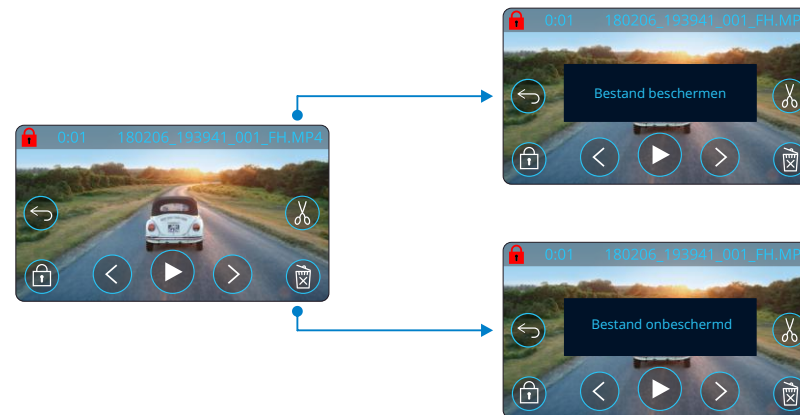 0:01 180206_193941_001_FH.MP4
0:01 180206_193941_001_FH.MP
Bestand beschermen
0:01 180206_193941_001_FH.MP
Bestand onbeschermd